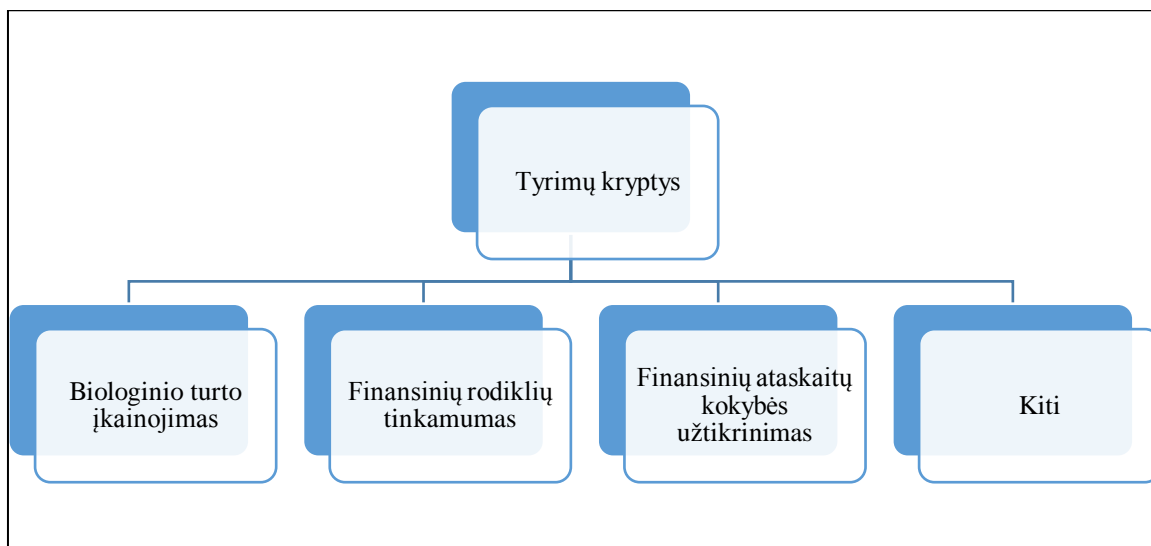 Tyrimų kryptys
Biologinio turto
įkainojimas
Finansinių rodiklių
tinkamumas
Finansinių ataskaitų
kokybės
užtikrinimas
Kiti